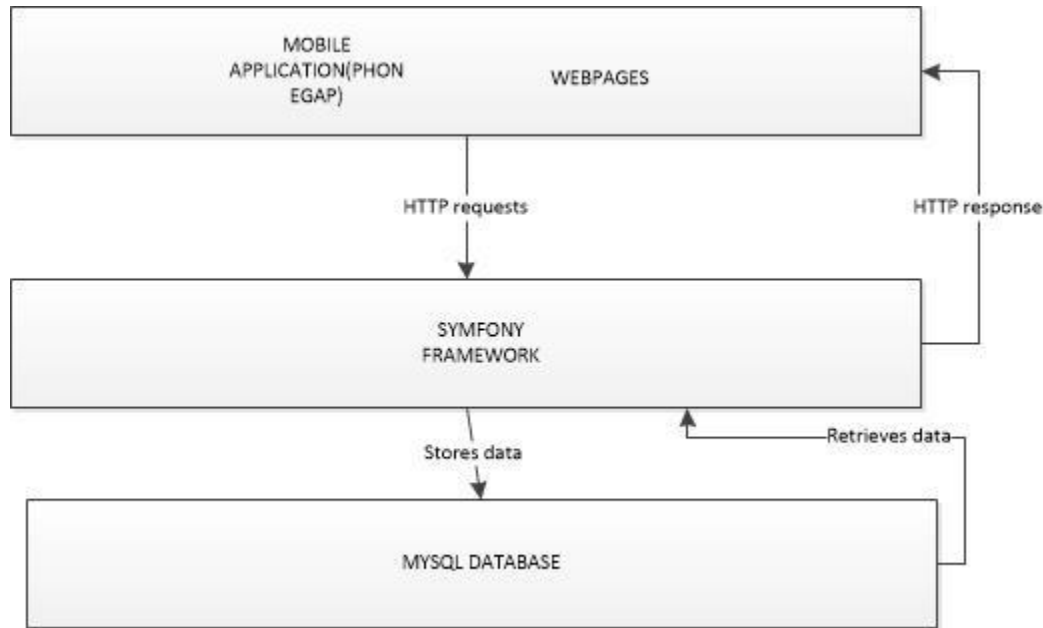 MOBILE
APPLICATION(PHON
EGAP)
WEBPAGES
HTTP requests
HTTP response
SYMFONY
FRAMEWORK
Stores data
Retrieves data
MYSQL DATABASE